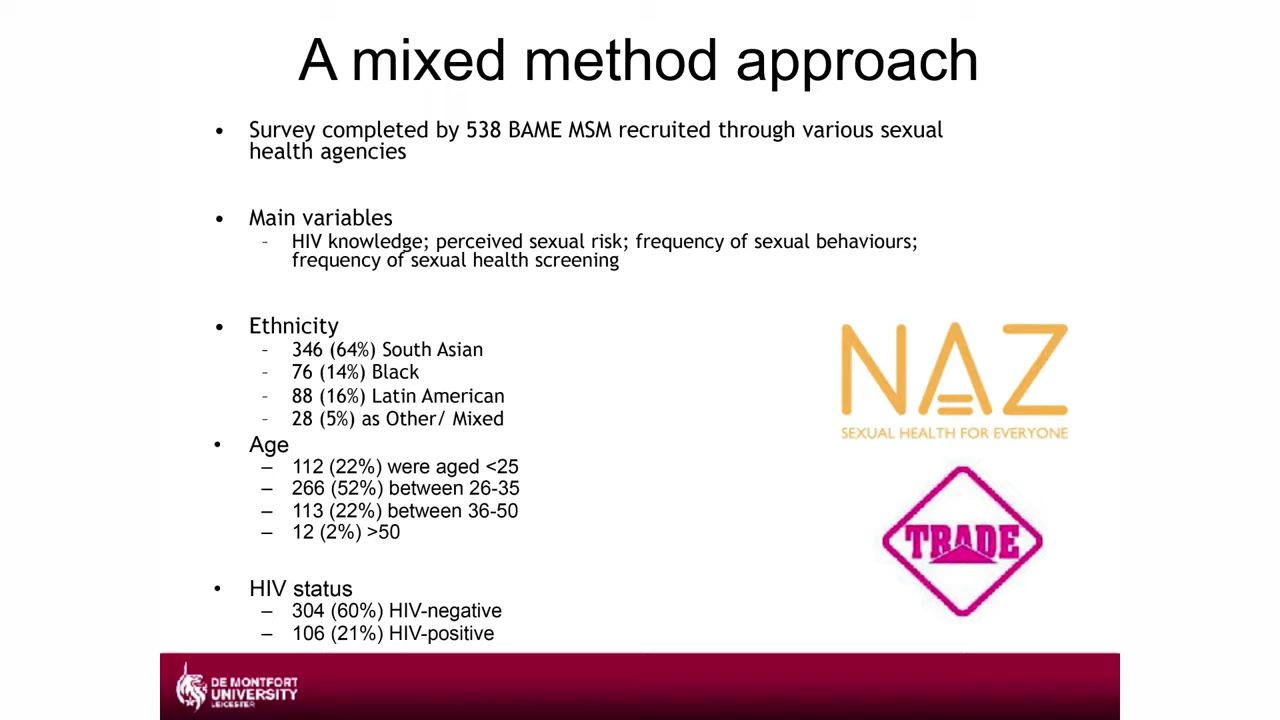 A mixed method approach
• Survey completed by 538 BAME MSM recruited through various sexual
health agencies
• Main variables
- HIV knowledge; perceived sexual risk; frequency of sexual behaviours;
frequency of sexual health screening
• Ethnicity
- 346 (64%) South Asian
- 76 (14%) Black
- 88 (16%) Latin American
- 28 (5%) as Other/ Mixed
• Age
– 112 (22%) were aged <25
– 266 (52%) between 26-35
– 113 (22%) between 36-50
– 12 (2%) >50
• HIV status
– 304 (60%) HIV-negative
– 106 (21%) HIV-positive
NAZ
SEXUAL HEALTH FOR EVERYONE
TRADE
DE MONTFORT
UNIVERSITY
LEICESTER